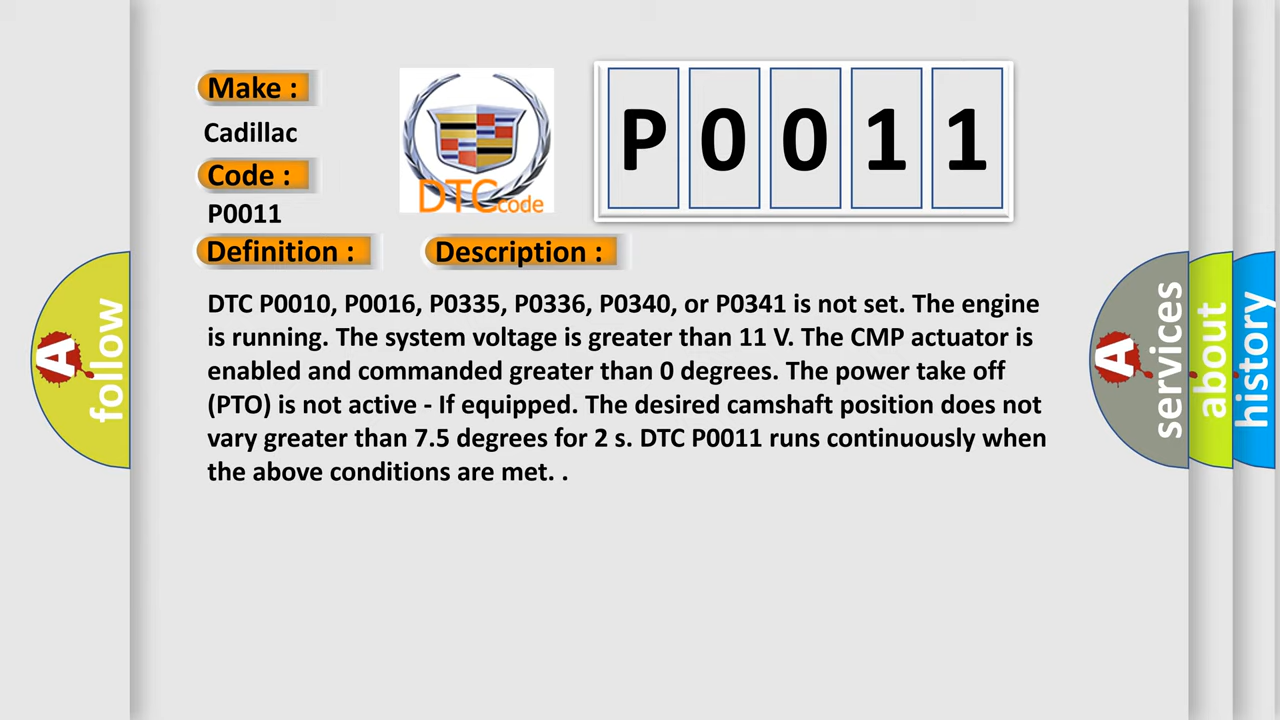 Make :
Cadillac
Code :
P0011
Definition :
Description :
DTC code
P0011
DTC P0010, P0016, P0335, P0336, P0340, or P0341 is not set. The engine
is running. The system voltage is greater than 11 V. The CMP actuator is
enabled and commanded greater than 0 degrees. The power take off
(PTO) is not active - If equipped. The desired camshaft position does not
vary greater than 7.5 degrees for 2 s. DTC P0011 runs continuously when
the above conditions are met. .
A follow
A services
about
history